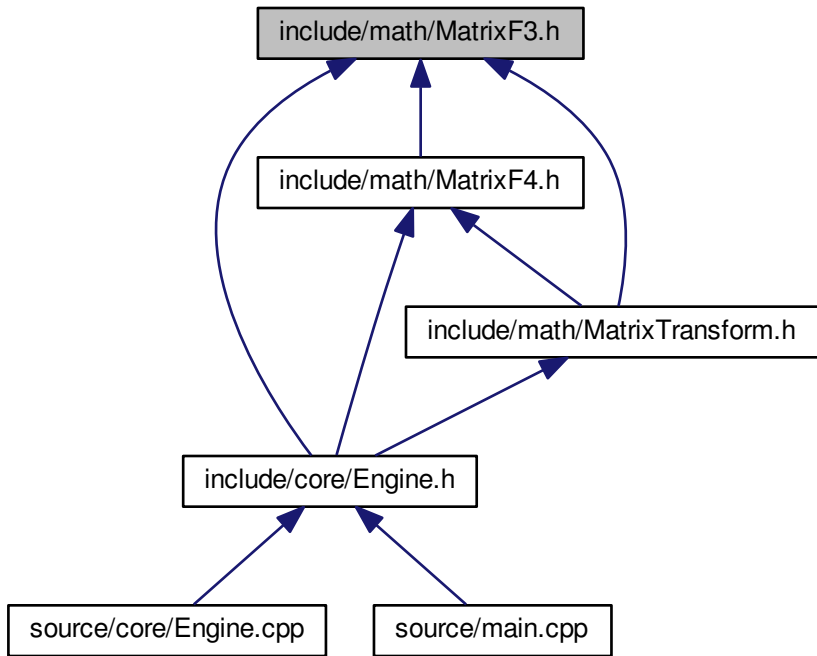 include/math/MatrixF3.h
include/math/MatrixF4.h
include/math/MatrixTransform.h
include/core/Engine.h
source/core/Engine.cpp
source/main.cpp